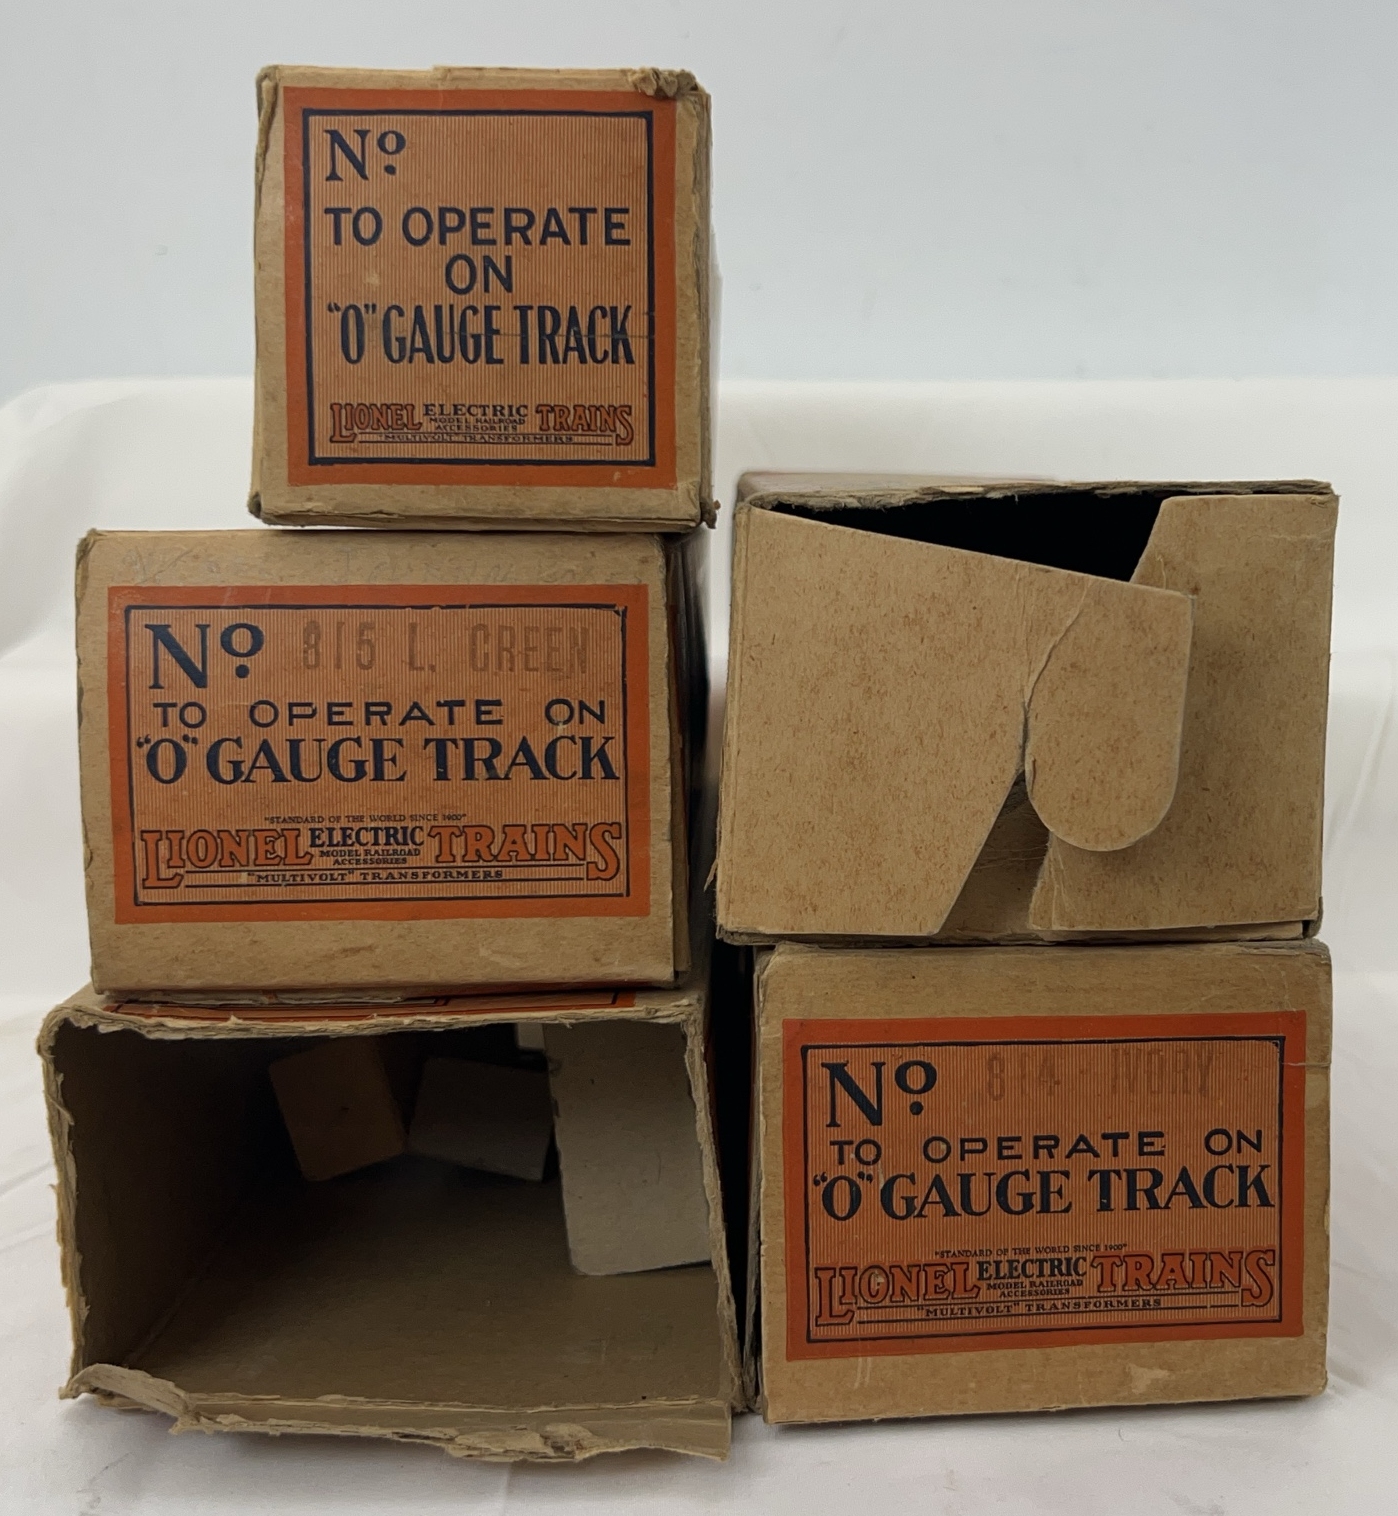 Nº
TO OPERATE
ON
"O" GAUGE TRACK
LIONEL ELECTRIC TRAINS
MODEL RAILROAD
ACCESSORIES
"MULTIVOLT" TRANSFORMERS
Nº 815 L. GREEN
TO OPERATE ON
"O" GAUGE TRACK
"STANDARD OF THE WORLD SINCE 1900"
LIONEL ELECTRIC TRAINS
MODEL RAILROAD
ACCESSORIES
"MULTIVOLT" TRANSFORMERS
Nº 814 - IVORY
TO OPERATE ON
"O" GAUGE TRACK
"STANDARD OF THE WORLD SINCE 1900"
LIONEL ELECTRIC TRAINS
MODEL RAILROAD
ACCESSORIES
"MULTIVOLT" TRANSFORMERS